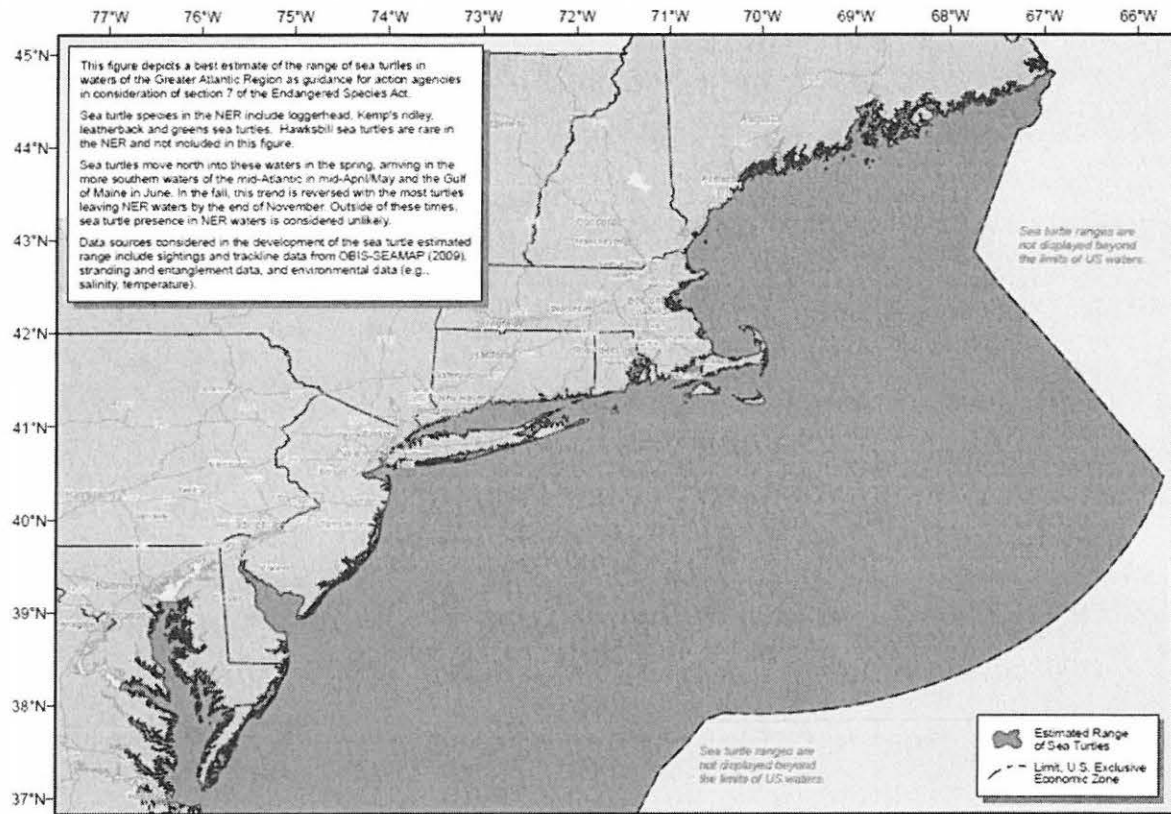 77°W 76°W 75°W 74°W 73°W 72°W 71°W 70°W 69°W 68°W 67°W 66°W
45°N
44°N
43°N
42°N
41°N
40°N
39°N
38°N
37°N
This figure depicts a best estimate of the range of sea turtles in
waters of the Greater Atlantic Region as guidance for action agencies
in consideration of section 7 of the Endangered Species Act.
Sea turtle species in the NER include loggerhead, Kemp's ridley,
leatherback and greens sea turtles. Hawksbill sea turtles are rare in
the NER and not included in this figure.
Sea turtles move north into these waters in the spring, arriving in the
more southern waters of the mid-Atlantic in mid-April/May and the Gulf
of Maine in June. In the fall, this trend is reversed with the most turtles
leaving NER waters by the end of November. Outside of these times,
sea turtle presence in NER waters is considered unlikely.
Data sources considered in the development of the sea turtle estimated
range include sightings and trackline data from OBIS-SEAMAP (2009),
stranding and entanglement data, and environmental data (e.g.,
salinity, temperature).
Sea turtle ranges are
not displayed beyond
the limits of US waters.
Sea turtle ranges are
not displayed beyond
the limits of US waters.
Estimated Range
of Sea Turtles
Limit, U.S. Exclusive
Economic Zone